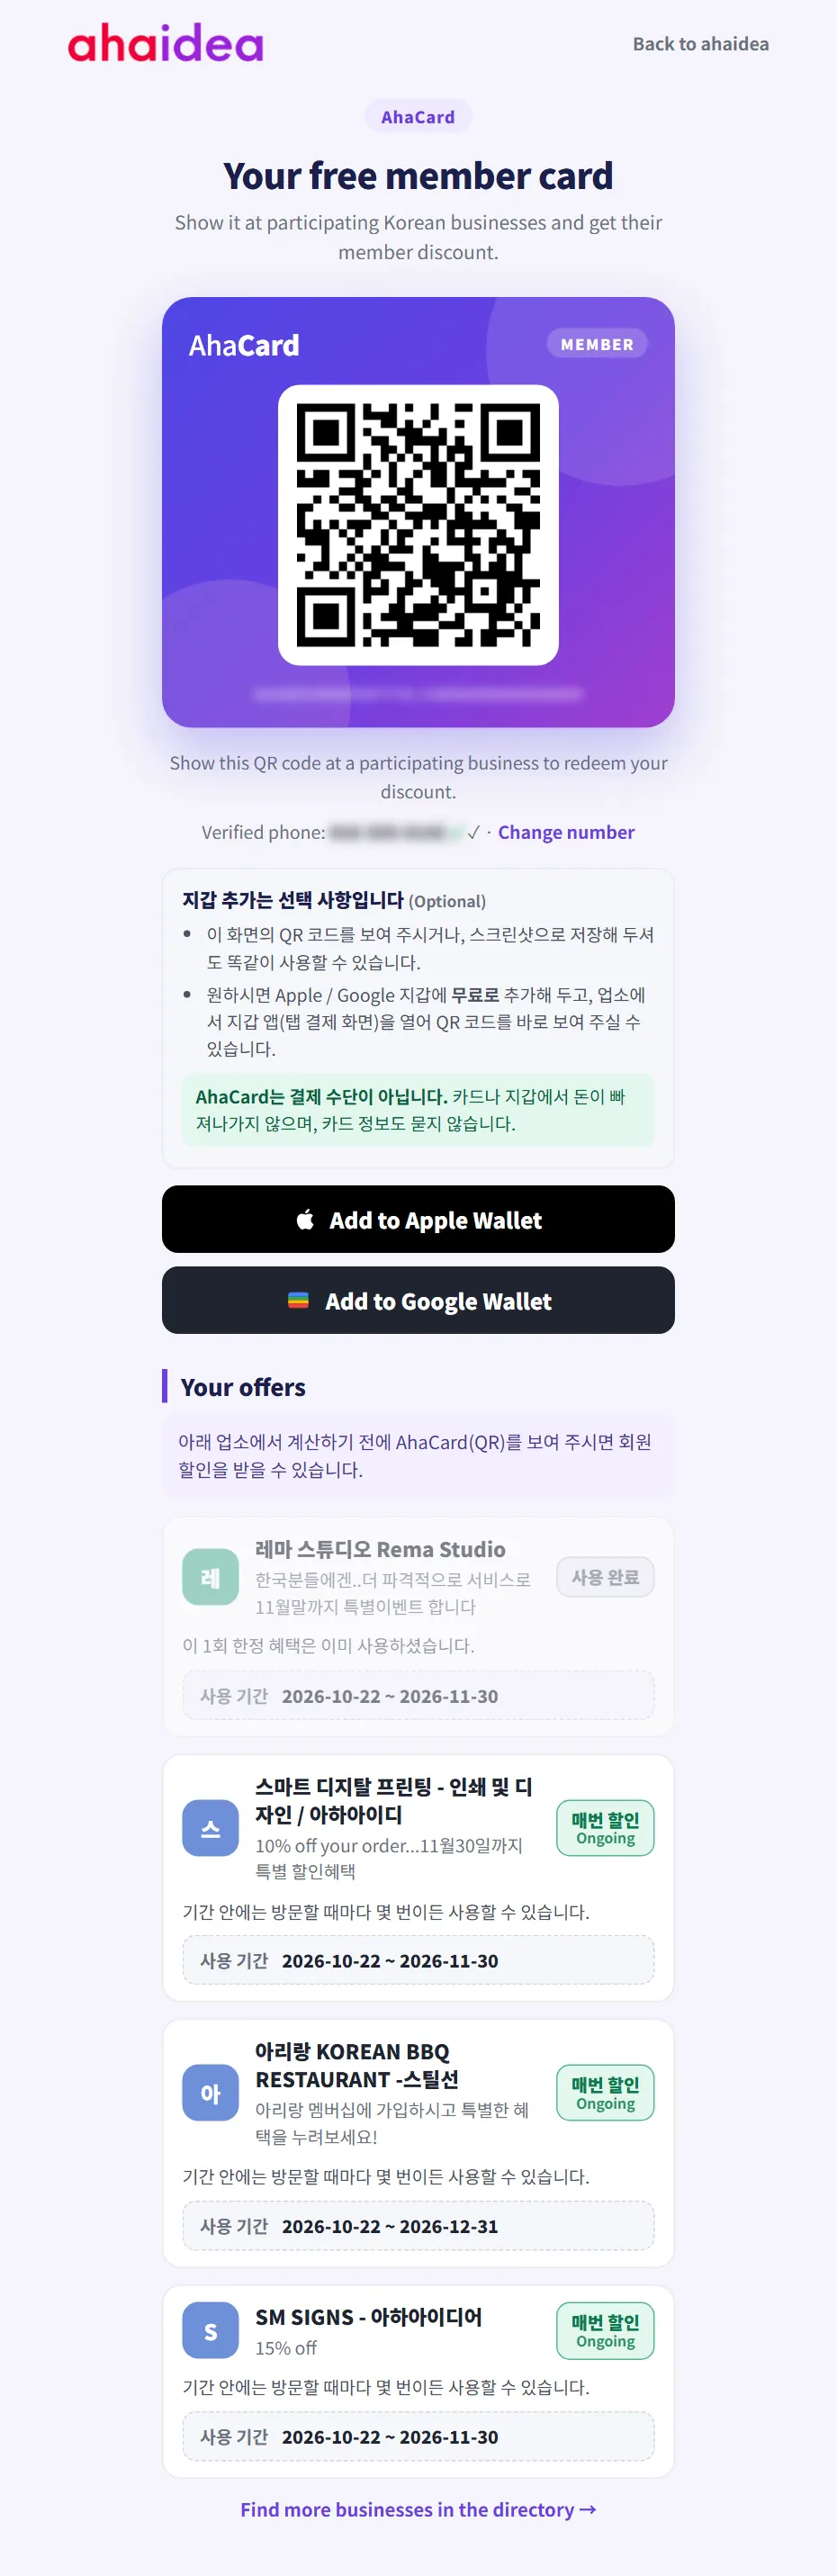 ahaidea
Back to ahaidea
AhaCard
Your free member card
Show it at participating Korean businesses and get their
member discount.
AhaCard
MEMBER
Show this QR code at a participating business to redeem your
discount.
Verified phone: ✓ · Change number
지갑 추가는 선택 사항입니다 (Optional)
• 이 화면의 QR 코드를 보여 주시거나, 스크린샷으로 저장해 두셔
도 똑같이 사용할 수 있습니다.
• 원하시면 Apple / Google 지갑에 무료로 추가해 두고, 업소에
서 지갑 앱(탭 결제 화면)을 열어 QR 코드를 바로 보여 주실 수
있습니다.
AhaCard는 결제 수단이 아닙니다. 카드나 지갑에서 돈이 빠
져나가지 않으며, 카드 정보도 묻지 않습니다.
Add to Apple Wallet
Add to Google Wallet
Your offers
아래 업소에서 계산하기 전에 AhaCard(QR)를 보여 주시면 회원
할인을 받을 수 있습니다.
레
레마 스튜디오 Rema Studio
한국분들에겐..더 파격적으로 서비스로
11월말까지 특별이벤트 합니다
사용 완료
이 1회 한정 혜택은 이미 사용하셨습니다.
사용 기간 2026-10-22 ~ 2026-11-30
스
스마트 디지탈 프린팅 - 인쇄 및 디
자인 / 아하아이디
10% off your order...11월30일까지
특별 할인혜택
매번 할인
Ongoing
기간 안에는 방문할 때마다 몇 번이든 사용할 수 있습니다.
사용 기간 2026-10-22 ~ 2026-11-30
아
아리랑 KOREAN BBQ
RESTAURANT -스틸선
아리랑 멤버십에 가입하시고 특별한 혜
택을 누려보세요!
매번 할인
Ongoing
기간 안에는 방문할 때마다 몇 번이든 사용할 수 있습니다.
사용 기간 2026-10-22 ~ 2026-12-31
S
SM SIGNS - 아하아이디어
15% off
매번 할인
Ongoing
기간 안에는 방문할 때마다 몇 번이든 사용할 수 있습니다.
사용 기간 2026-10-22 ~ 2026-11-30
Find more businesses in the directory →